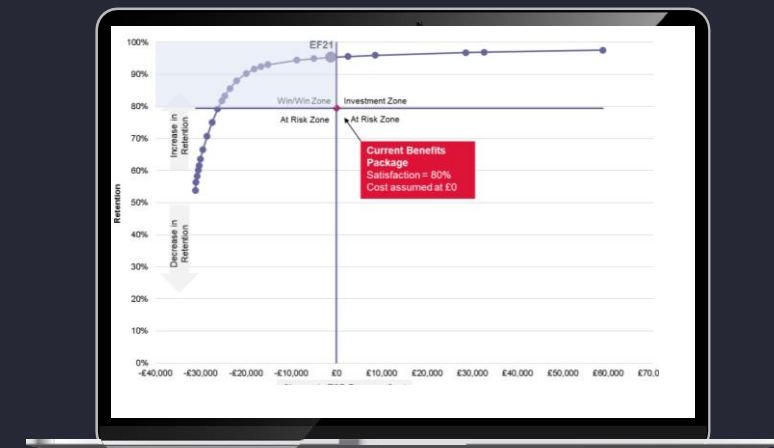 100%
EF21
90%
Win/Win Zone
Investment Zone
80%
At Risk Zone
At Risk Zone
Increase in
Retention
70%
Current Benefits
Package
Satisfaction = 80%
Cost assumed at £0
60%
Retention
50%
40%
Decrease in
Retention
30%
20%
10%
0%
-£40,000 -£30,000 -£20,000 -£10,000 £0 £10,000 £20,000 £30,000 £40,000 £50,000 £60,000 £70,0